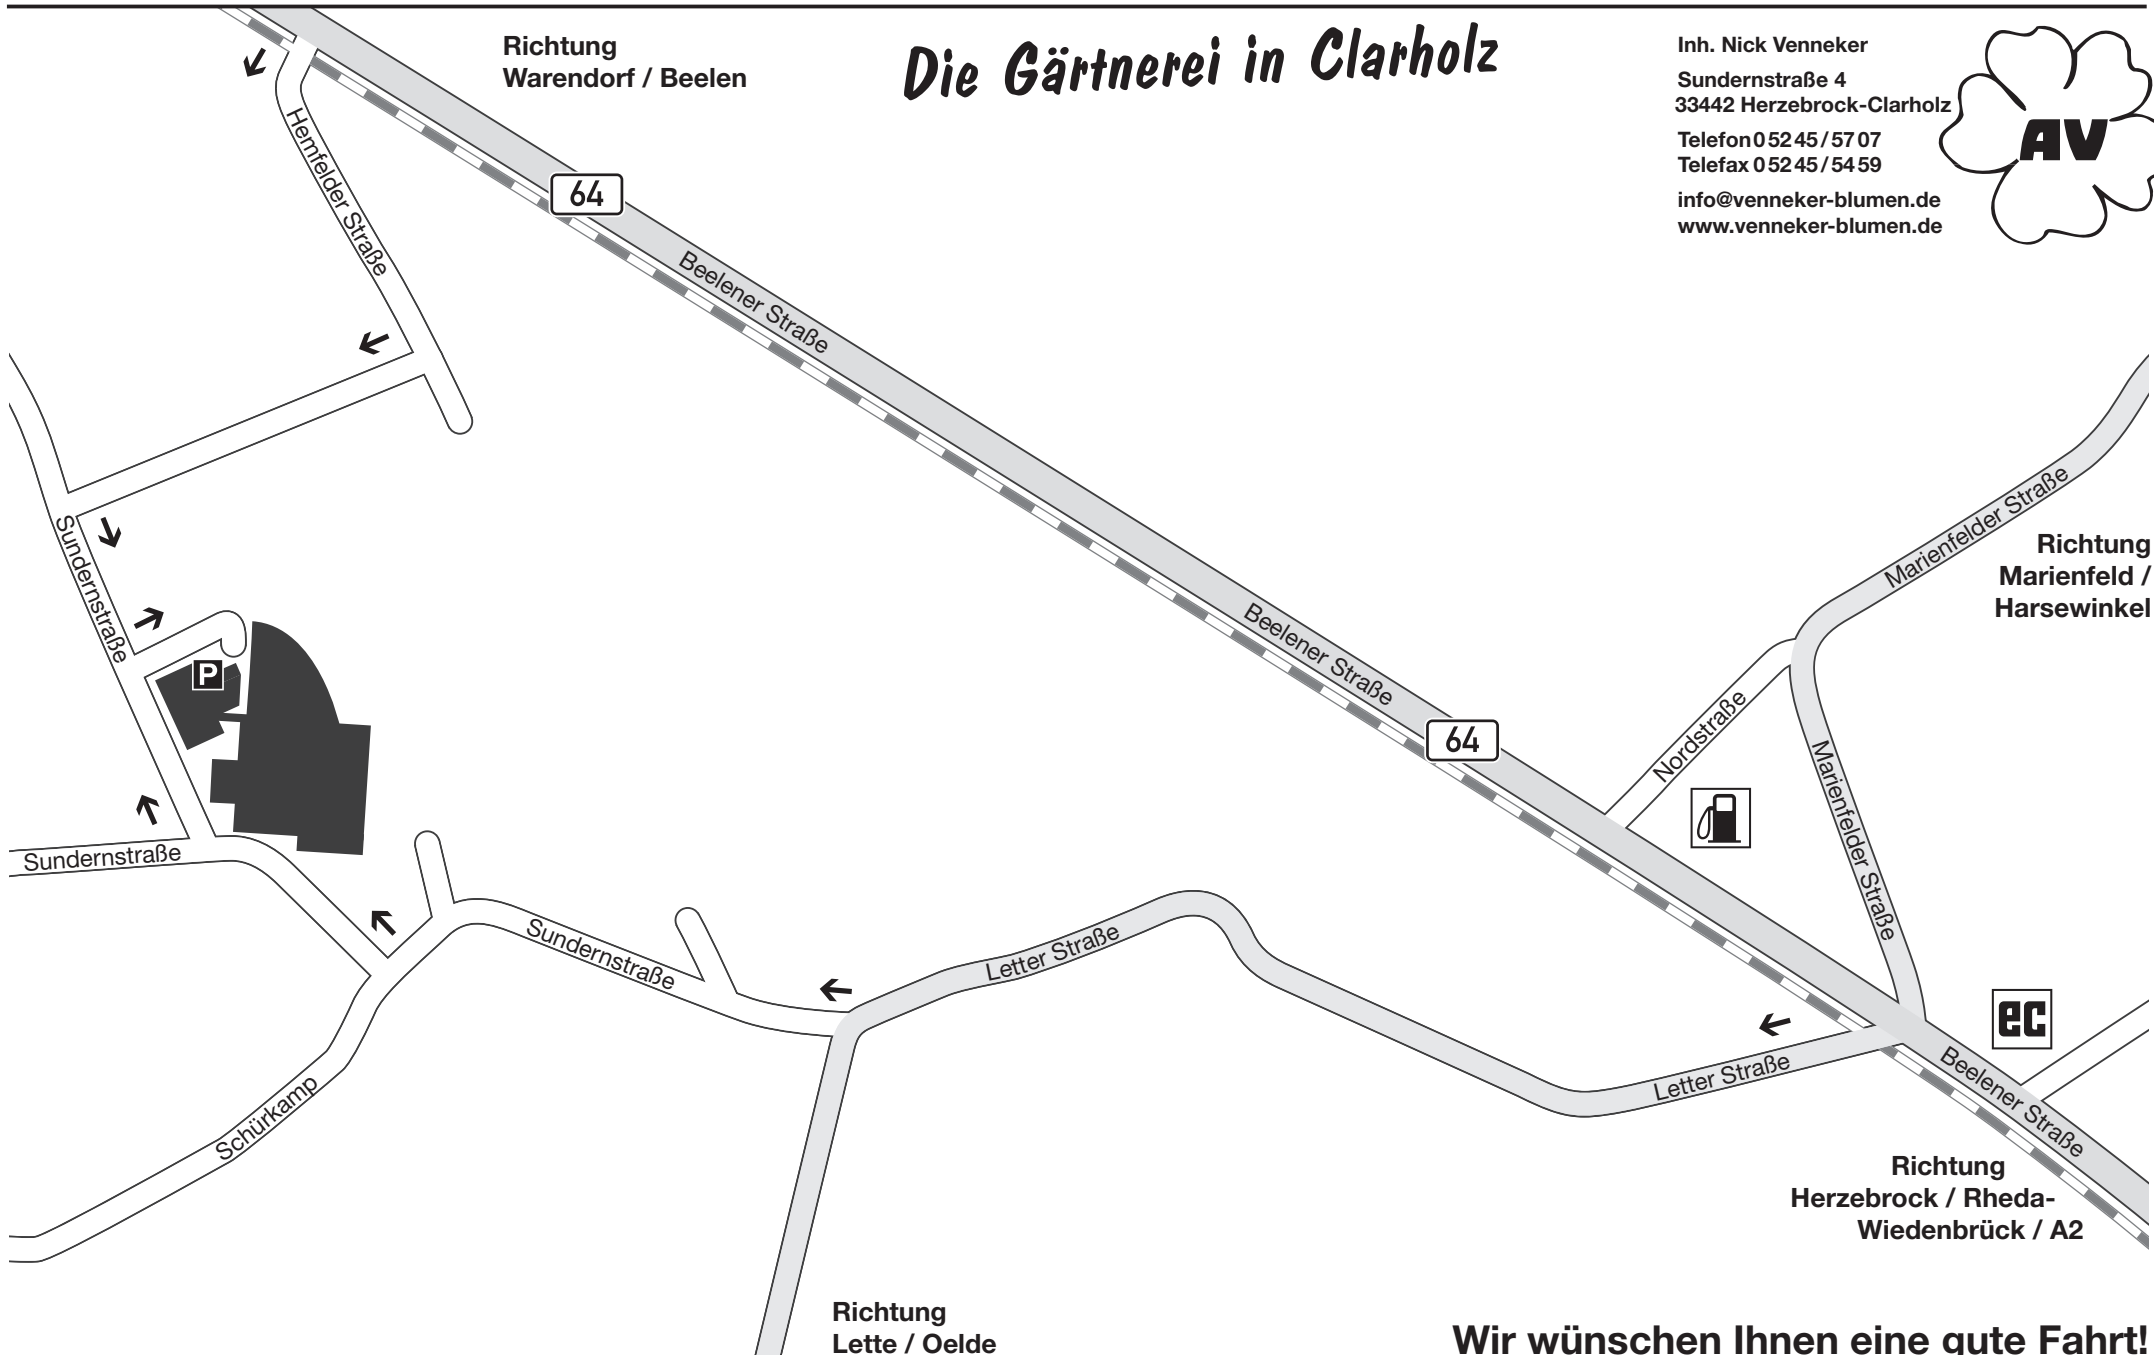 Richtung
Warendorf / Beelen
Die Gärtnerei in Clarholz
Inh. Nick Venneker
Sundernstraße 4
33442 Herzebrock-Clarholz
Telefon 0 52 45 / 57 07
Telefax 0 52 45 / 54 59
info@venneker-blumen.de
www.venneker-blumen.de
AV
Hemfelder Straße
64
Beelener Straße
Marienfelder Straße
Richtung
Marienfeld /
Harsewinkel
Sundernstraße
P
Beelener Straße
64
Nordstraße
Marienfelder Straße
Sundernstraße
Sundernstraße
Letter Straße
ec
Letter Straße
Beelener Straße
Schürkamp
Richtung
Herzebrock / Rheda-
Wiedenbrück / A2
Richtung
Lette / Oelde
Wir wünschen Ihnen eine gute Fahrt!